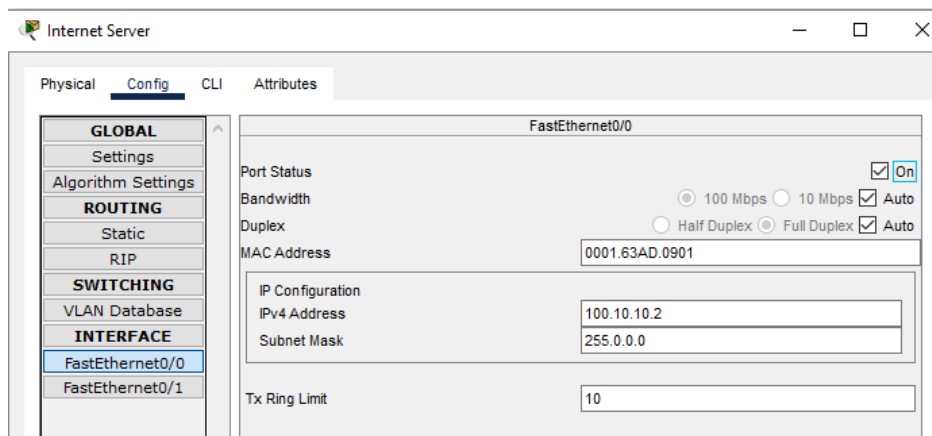 Internet Server
Physical Config CLI Attributes
GLOBAL
Settings
Algorithm Settings
ROUTING
Static
RIP
SWITCHING
VLAN Database
INTERFACE
FastEthernet0/0
FastEthernet0/1
FastEthernet0/0
Port Status On
Bandwidth 100 Mbps 10 Mbps Auto
Duplex Half Duplex Full Duplex Auto
MAC Address 0001.63AD.0901
IP Configuration
IPv4 Address 100.10.10.2
Subnet Mask 255.0.0.0
Tx Ring Limit 10